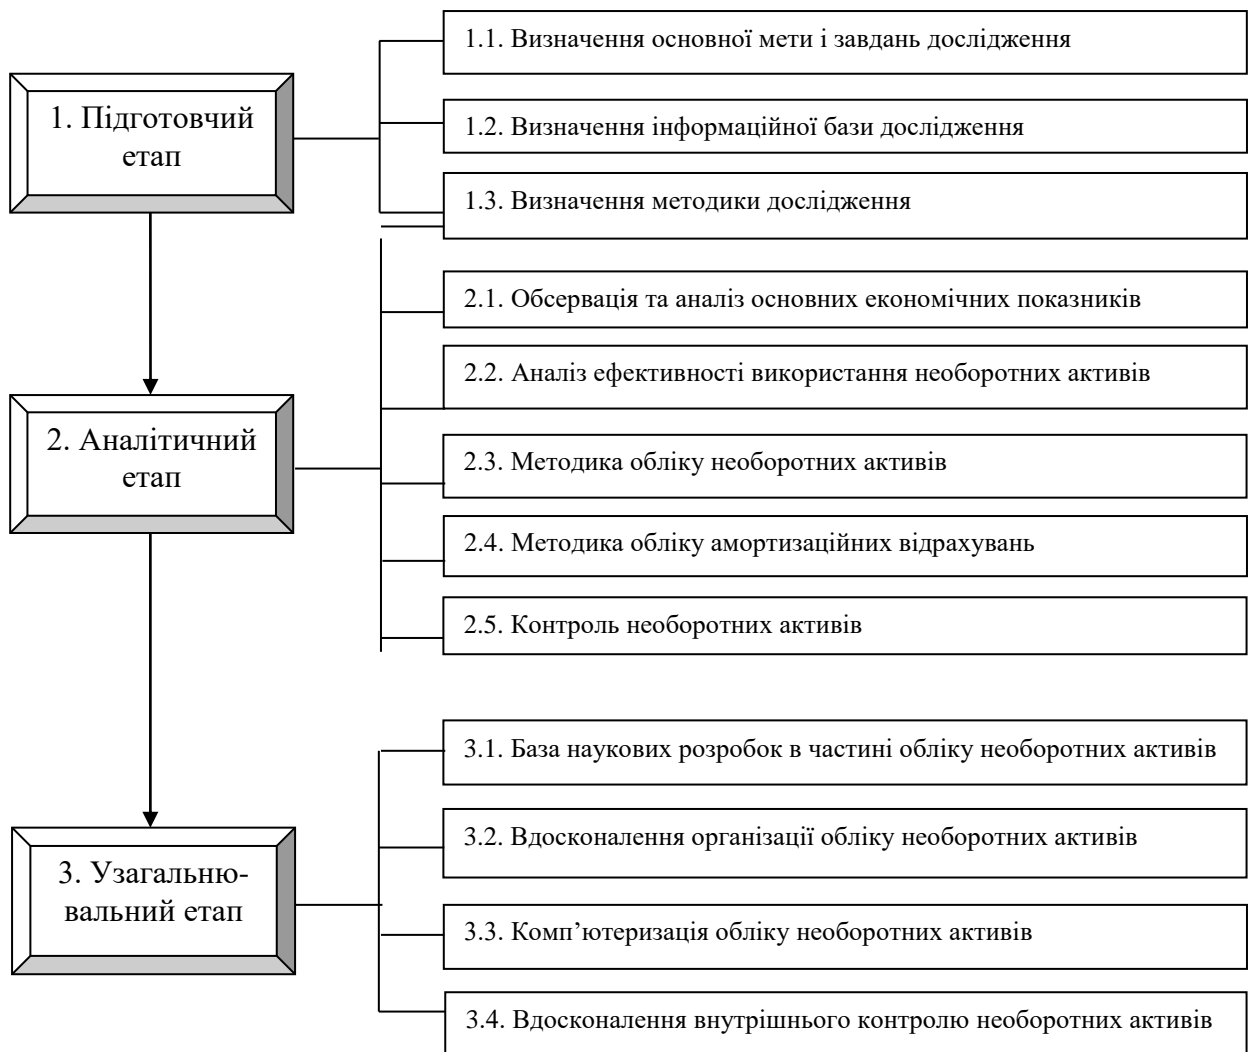 1. Підготовчий
етап
1.1. Визначення основної мети і завдань дослідження
1.2. Визначення інформаційної бази дослідження
1.3. Визначення методики дослідження
2. Аналітичний
етап
2.1. Обсервація та аналіз основних економічних показників
2.2. Аналіз ефективності використання необоротних активів
2.3. Методика обліку необоротних активів
2.4. Методика обліку амортизаційних відрахувань
2.5. Контроль необоротних активів
3. Узагальню-
вальний етап
3.1. База наукових розробок в частині обліку необоротних активів
3.2. Вдосконалення організації обліку необоротних активів
3.3. Комп’ютеризація обліку необоротних активів
3.4. Вдосконалення внутрішнього контролю необоротних активів